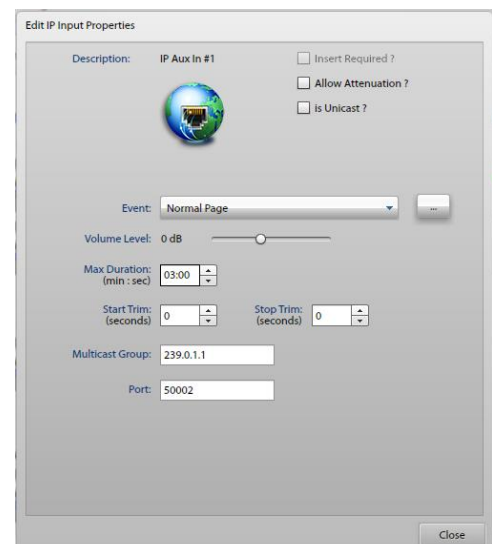 Edit IP Input Properties
Description: IP Aux In #1
Insert Required ?
Allow Attenuation ?
is Unicast ?
Event: Normal Page ...
Volume Level: 0 dB
Max Duration: 03:00
(min : sec)
Start Trim: 0 Stop Trim: 0
(seconds) (seconds)
Multicast Group: 239.0.1.1
Port: 50002
Close